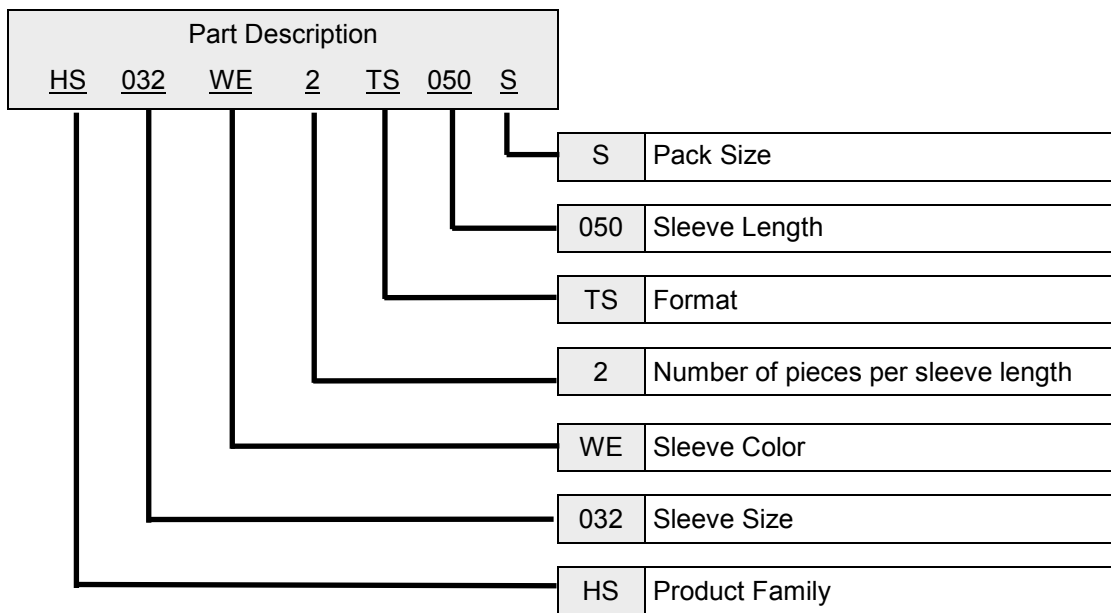 Part Description
HS 032 WE 2 TS 050 S
S Pack Size
050 Sleeve Length
TS Format
2 Number of pieces per sleeve length
WE Sleeve Color
032 Sleeve Size
HS Product Family